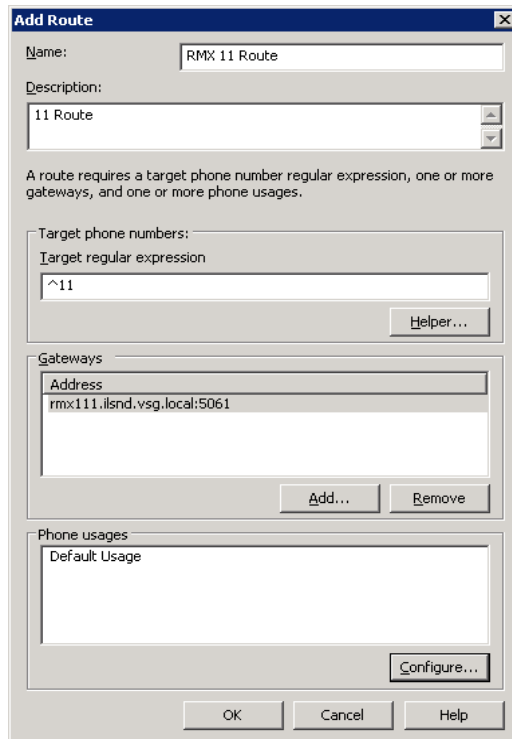 Add Route
Name:
RMX 11 Route
Description:
11 Route
A route requires a target phone number regular expression, one or more
gateways, and one or more phone usages.
Target phone numbers:
Target regular expression
^11
Helper...
Gateways
Address
rmx111.ilsnd.vsg.local:5061
Add...
Remove
Phone usages
Default Usage
Configure...
OK
Cancel
Help